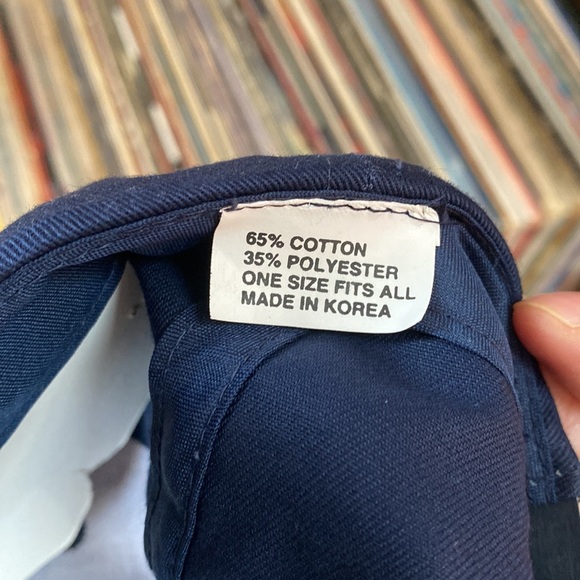 65% COTTON
35% POLYESTER
ONE SIZE FITS ALL
MADE IN KOREA